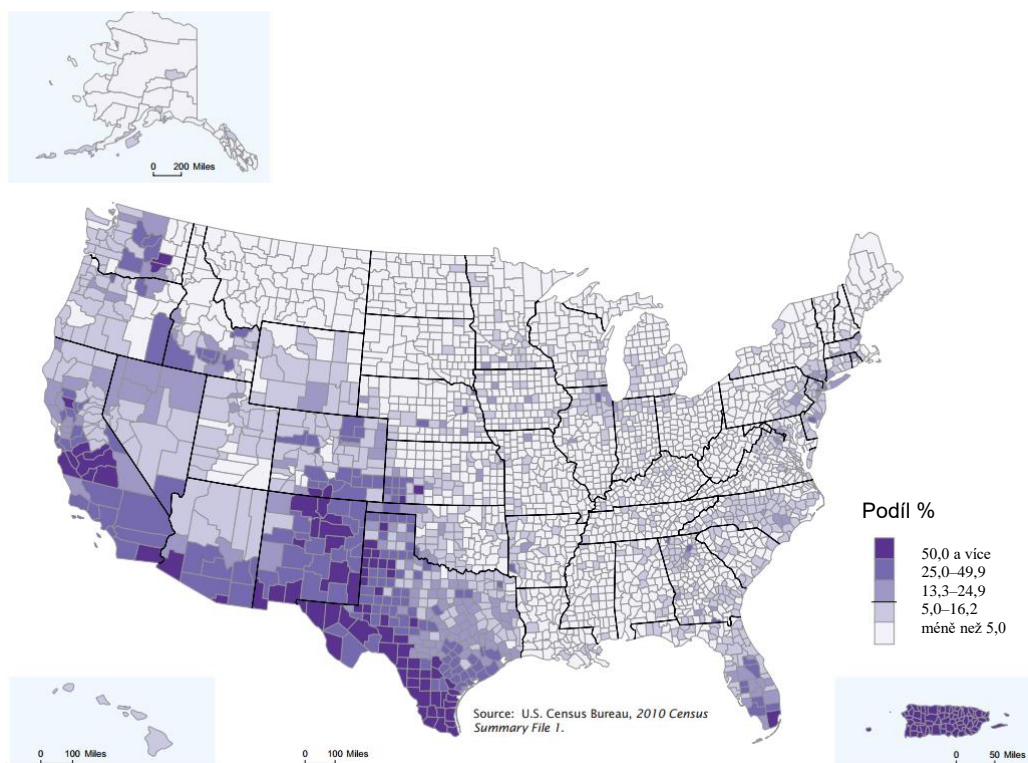 0 200 Miles
Podíl %
50,0 a více
25,0–49,9
13,3–24,9
5,0–16,2
méně než 5,0
Source: U.S. Census Bureau, 2010 Census
Summary File 1.
0 100 Miles
0 100 Miles
0 50 Miles